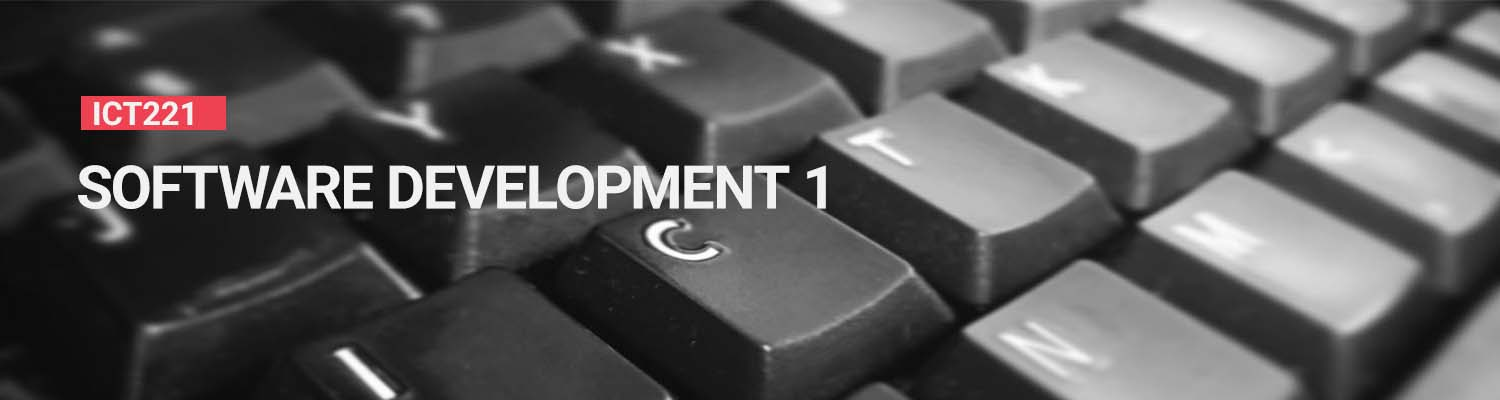 ICT221
SOFTWARE DEVELOPMENT 1
X
K
Y
T
J
C
M
I
N